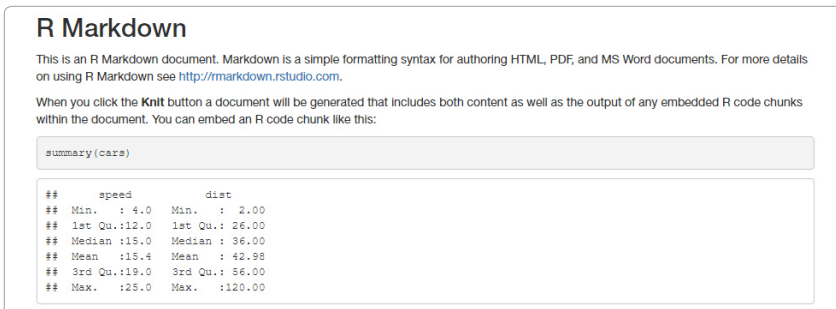 R Markdown
This is an R Markdown document. Markdown is a simple formatting syntax for authoring HTML, PDF, and MS Word documents. For more details
on using R Markdown see http://rmarkdown.rstudio.com.
When you click the Knit button a document will be generated that includes both content as well as the output of any embedded R code chunks
within the document. You can embed an R code chunk like this:
summary(cars)
##      speed           dist
##  Min.   : 4.0   Min.   :  2.00
##  1st Qu.:12.0   1st Qu.: 26.00
##  Median :15.0   Median : 36.00
##  Mean   :15.4   Mean   : 42.98
##  3rd Qu.:19.0   3rd Qu.: 56.00
##  Max.   :25.0   Max.   :120.00